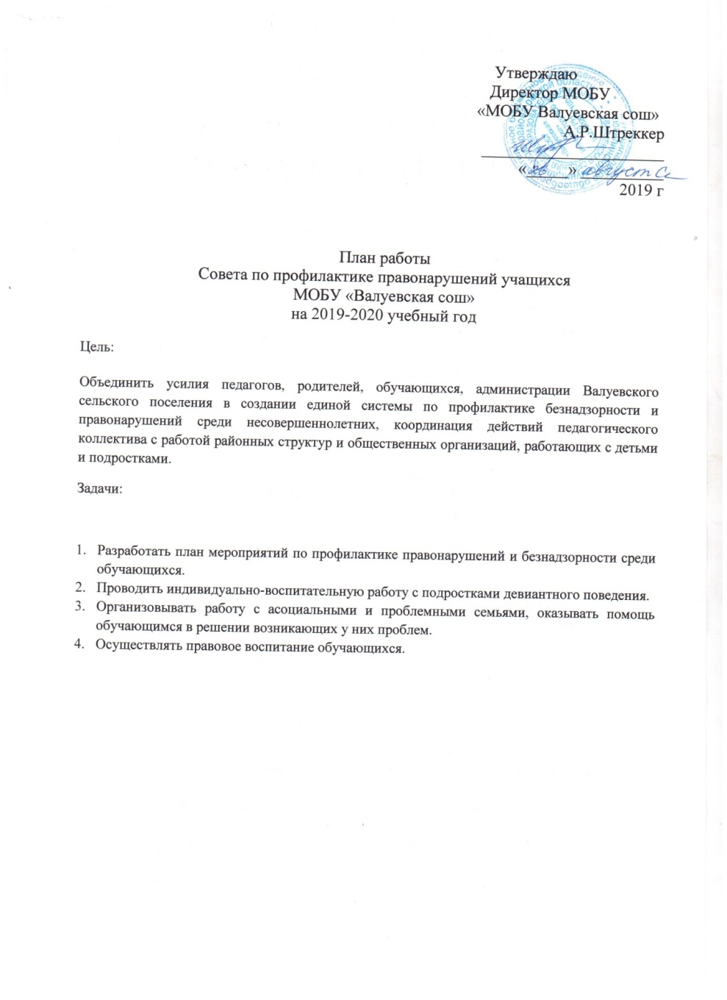 Утверждаю
Директор МОБУ
«МОБУ Валуевская сош»
А.Р.Штреккер
« » августа
2019 г
План работы
Совета по профилактике правонарушений учащихся
МОБУ «Валуевская сош»
на 2019-2020 учебный год
Цель:
Объединить усилия педагогов, родителей, обучающихся, администрации Валуевского
сельского поселения в создании единой системы по профилактике безнадзорности и
правонарушений среди несовершеннолетних, координация действий педагогического
коллектива с работой районных структур и общественных организаций, работающих с детьми
и подростками.
Задачи:
1. Разработать план мероприятий по профилактике правонарушений и безнадзорности среди
обучающихся.
2. Проводить индивидуально-воспитательную работу с подростками девиантного поведения.
3. Организовывать работу с асоциальными и проблемными семьями, оказывать помощь
обучающимся в решении возникающих у них проблем.
4. Осуществлять правовое воспитание обучающихся.